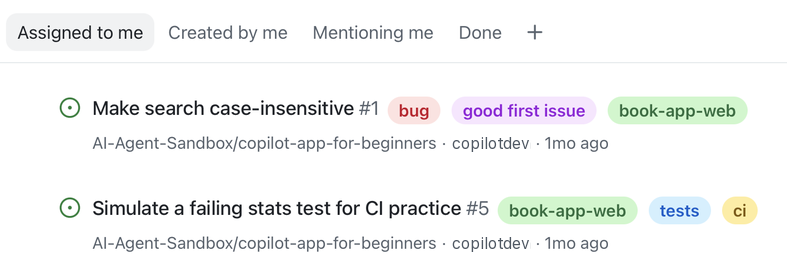 Assigned to me Created by me Mentioning me Done +
Make search case-insensitive #1 bug good first issue book-app-web
AI-Agent-Sandbox/copilot-app-for-beginners · copilotdev · 1mo ago
Simulate a failing stats test for CI practice #5 book-app-web tests ci
AI-Agent-Sandbox/copilot-app-for-beginners · copilotdev · 1mo ago